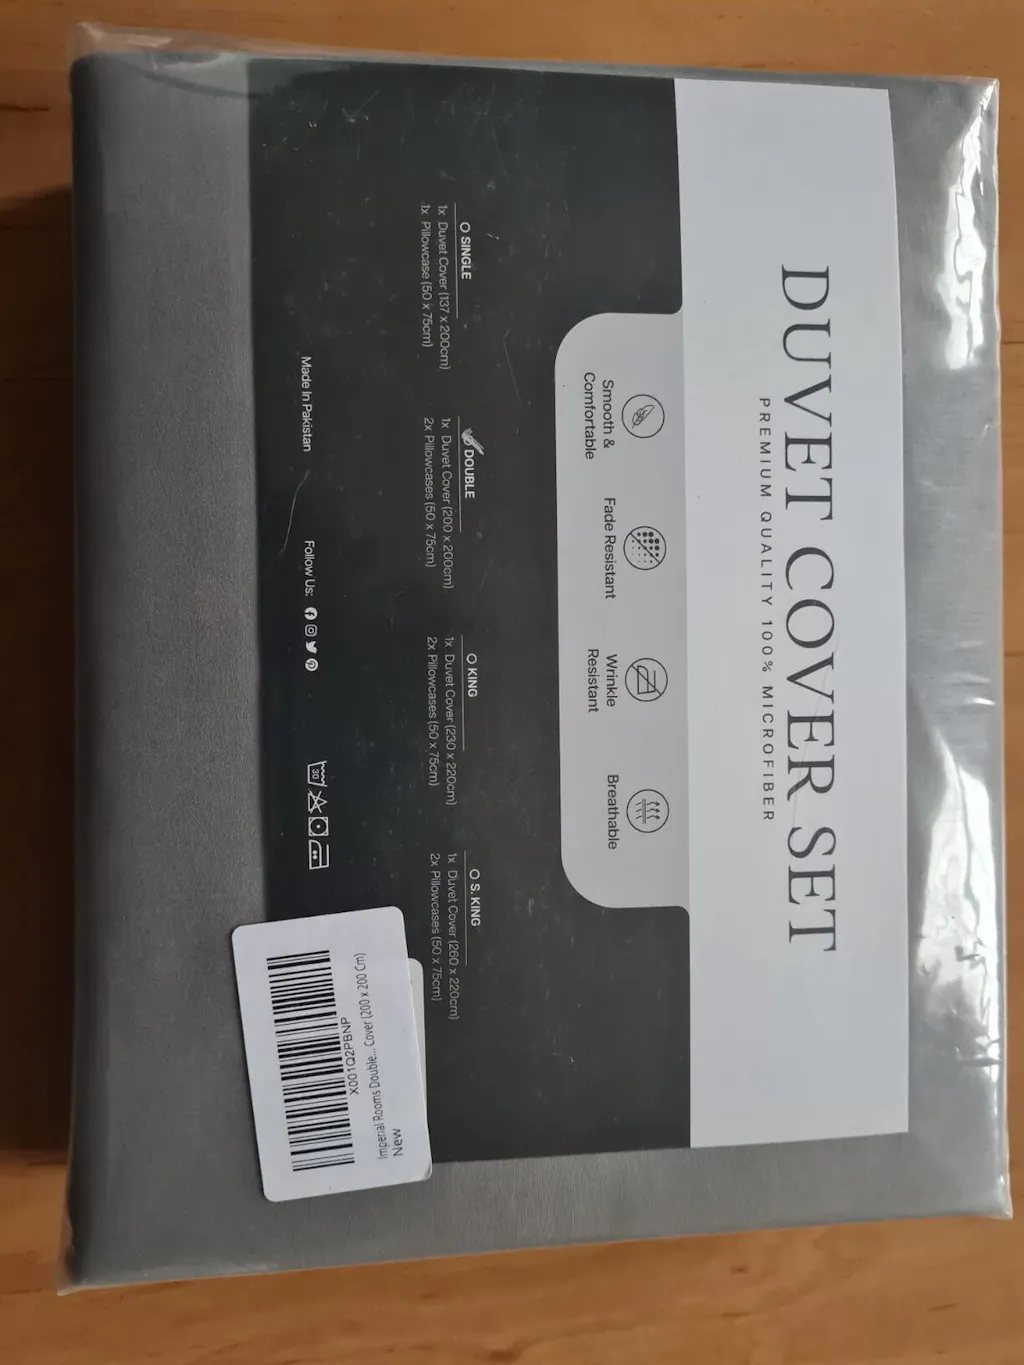 DUVET COVER SET
PREMIUM QUALITY 100% MICROFIBER
Smooth &
Comfortable
Fade Resistant
Wrinkle
Resistant
Breathable
SINGLE
1x Duvet Cover (137 x 200cm)
1x Pillowcase (50 x 75cm)
DOUBLE
1x Duvet Cover (200 x 200cm)
2x Pillowcases (50 x 75cm)
KING
1x Duvet Cover (230 x 220cm)
2x Pillowcases (50 x 75cm)
S. KING
1x Duvet Cover (260 x 220cm)
2x Pillowcases (50 x 75cm)
Made In Pakistan
Follow Us:
30
X001Q2PBNP
Imperial Rooms Double... Cover (200 x 200 Cm)
New